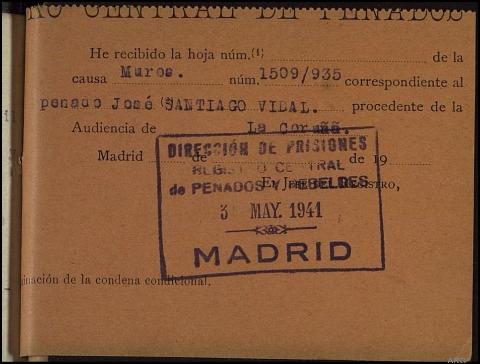 CENTRAL DE PENADOS
He recibido la hoja núm.(1) de la
causa Muros. núm. 1509/935 correspondiente al
penado José SANTIAGO VIDAL. procedente de la
Audiencia de La Coruña.
Madrid de de 19
EL JEFE DEL REGISTRO,
DIRECCIÓN DE PRISIONES
REGISTRO CENTRAL
de PENADOS Y REBELDES
3 MAY. 1941
MADRID
inación de la condena condicional.